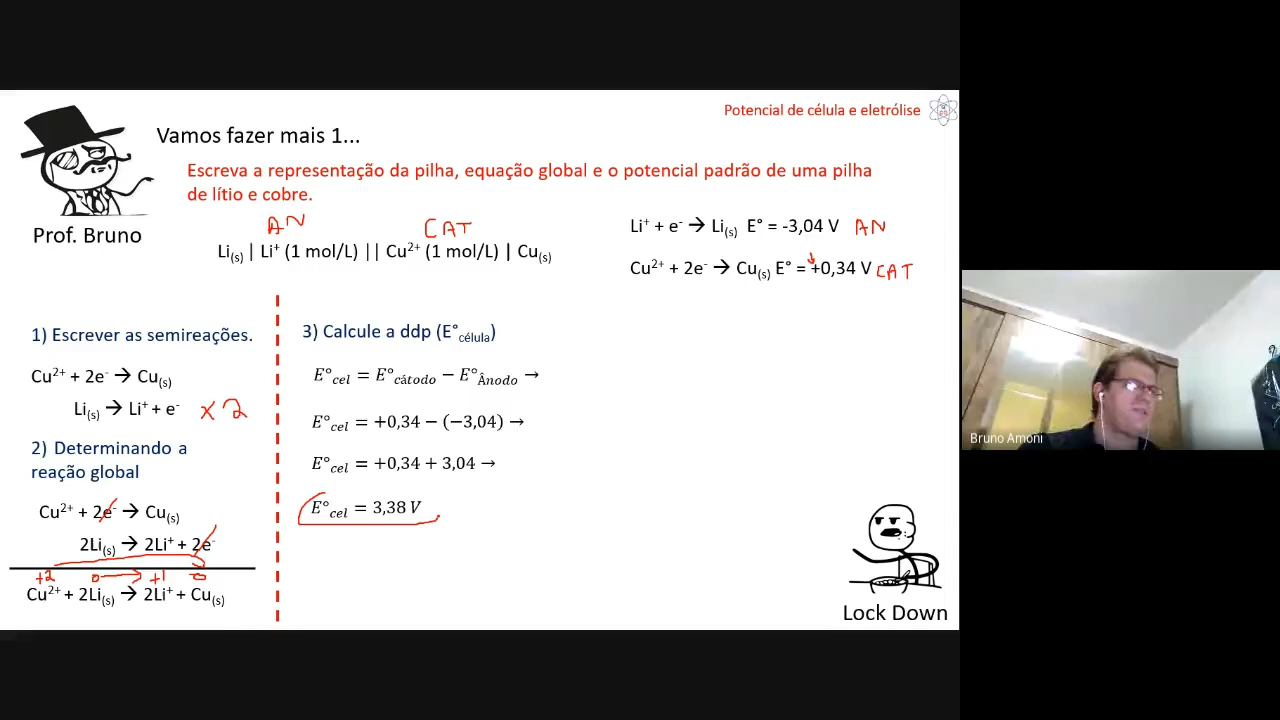 Potencial de célula e eletrólise
Vamos fazer mais 1...
Escreva a representação da pilha, equação global e o potencial padrão de uma pilha
de lítio e cobre.
Prof. Bruno
AN CAT
Li(s) | Li⁺ (1 mol/L) || Cu²⁺ (1 mol/L) | Cu(s)
Li⁺ + e⁻ → Li(s) E° = -3,04 V AN
Cu²⁺ + 2e⁻ → Cu(s) E° = +0,34 V CAT
1) Escrever as semireações.
Cu²⁺ + 2e⁻ → Cu(s)
Li(s) → Li⁺ + e⁻ x2
2) Determinando a
reação global
Cu²⁺ + 2e⁻ → Cu(s)
2Li(s) → 2Li⁺ + 2e⁻
+2 0 → +1 0
Cu²⁺ + 2Li(s) → 2Li⁺ + Cu(s)
3) Calcule a ddp (E°célula)
E°cel = E°cátodo − E°Ânodo →
E°cel = +0,34 − (−3,04) →
E°cel = +0,34 + 3,04 →
E°cel = 3,38 V
Lock Down
Bruno Amoni